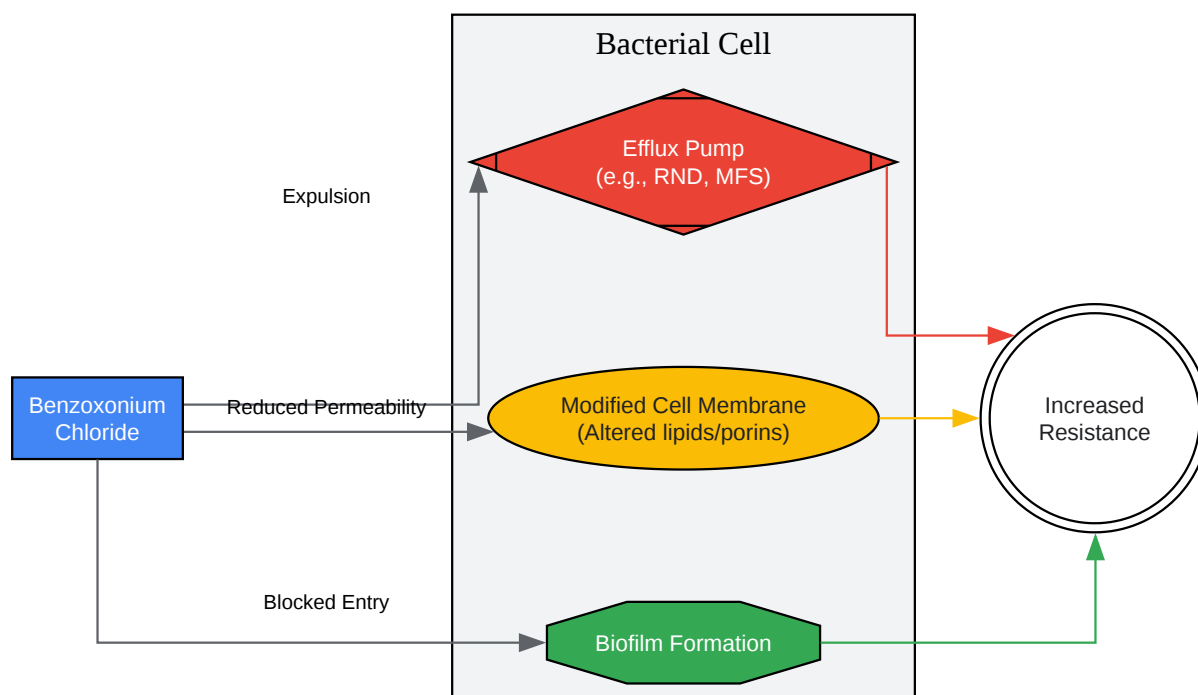 Bacterial Cell
Efflux Pump
(e.g., RND, MFS)
Expulsion
Benzoxonium
Chloride
Reduced Permeability
Modified Cell Membrane
(Altered lipids/porins)
Increased
Resistance
Blocked Entry
Biofilm Formation